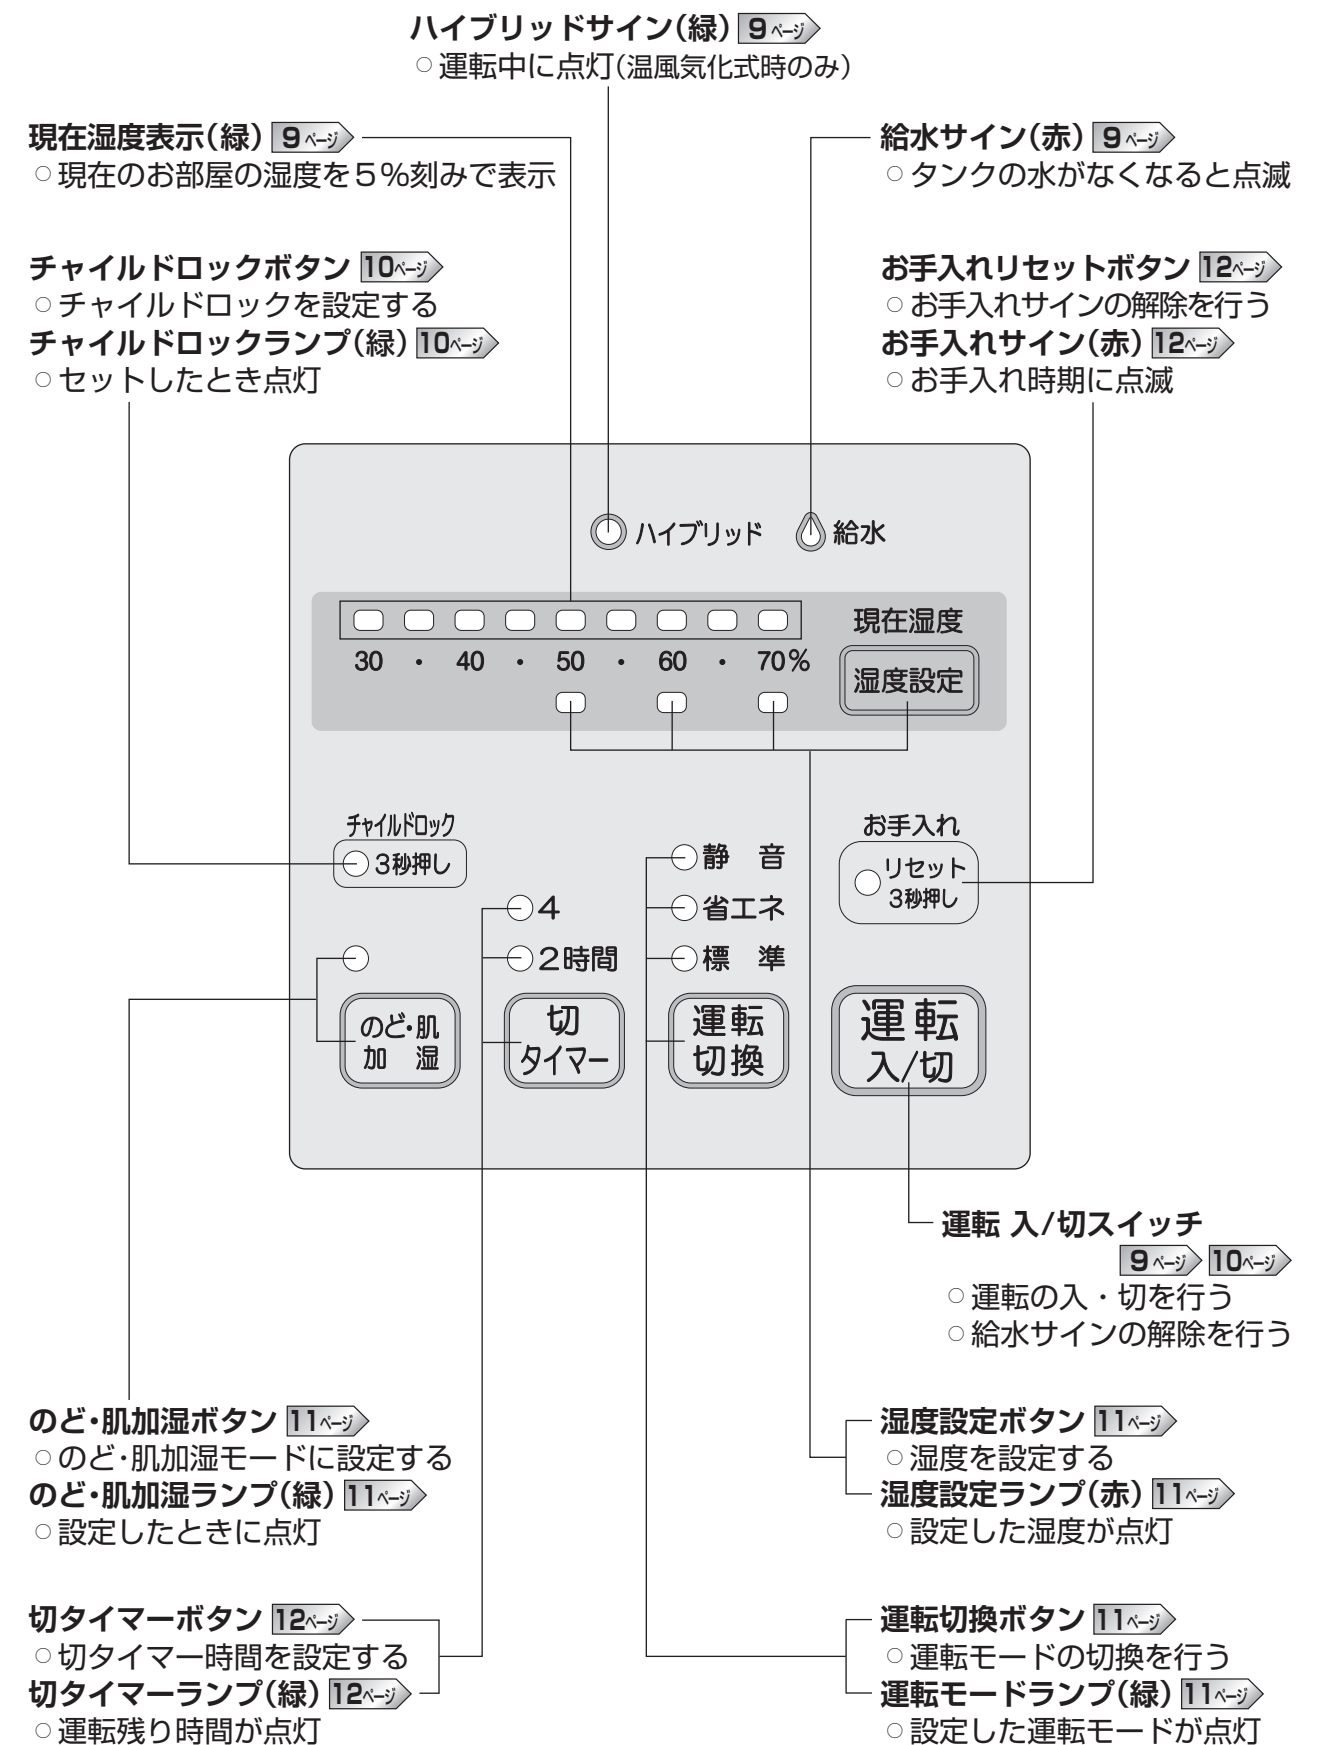 ハイブリッドサイン(緑) 9ページ
○運転中に点灯(温風気化式時のみ)
現在湿度表示(緑) 9ページ
○現在のお部屋の湿度を5%刻みで表示
給水サイン(赤) 9ページ
○タンクの水がなくなると点滅
チャイルドロックボタン 10ページ
○チャイルドロックを設定する
チャイルドロックランプ(緑) 10ページ
○セットしたとき点灯
お手入れリセットボタン 12ページ
○お手入れサインの解除を行う
お手入れサイン(赤) 12ページ
○お手入れ時期に点滅
ハイブリッド 給水
現在湿度
30 ・ 40 ・ 50 ・ 60 ・ 70%
湿度設定
チャイルドロック
3秒押し
お手入れ
リセット
3秒押し
静 音
省エネ
標 準
4
2時間
のど・肌
加 湿
切
タイマー
運転
切換
運転
入/切
運転 入/切スイッチ
9ページ 10ページ
○運転の入・切を行う
○給水サインの解除を行う
のど・肌加湿ボタン 11ページ
○のど・肌加湿モードに設定する
のど・肌加湿ランプ(緑) 11ページ
○設定したときに点灯
湿度設定ボタン 11ページ
○湿度を設定する
湿度設定ランプ(赤) 11ページ
○設定した湿度が点灯
切タイマーボタン 12ページ
○切タイマー時間を設定する
切タイマーランプ(緑) 12ページ
○運転残り時間が点灯
運転切換ボタン 11ページ
○運転モードの切換を行う
運転モードランプ(緑) 11ページ
○設定した運転モードが点灯